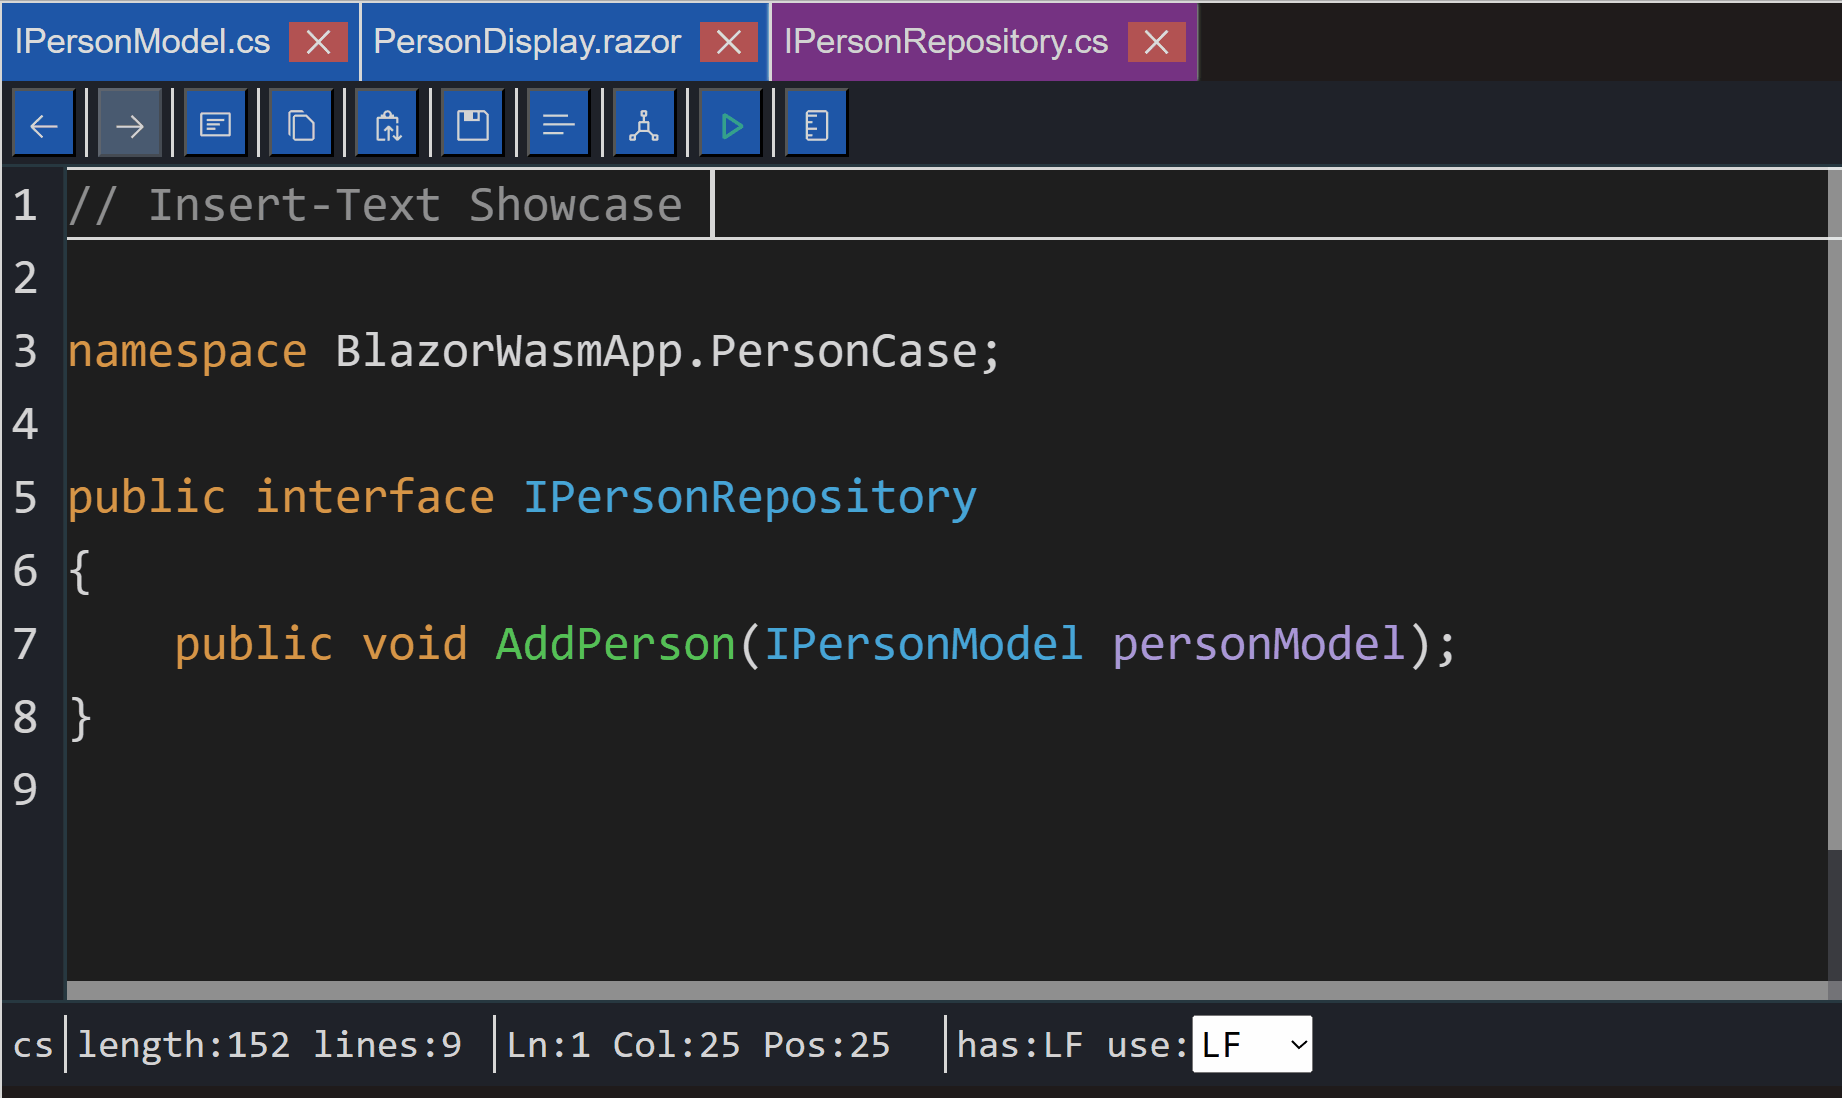 IPersonModel.cs PersonDisplay.razor IPersonRepository.cs
1 // Insert-Text Showcase
2
3 namespace BlazorWasmApp.PersonCase;
4
5 public interface IPersonRepository
6 {
7     public void AddPerson(IPersonModel personModel);
8 }
9
cs length:152 lines:9 Ln:1 Col:25 Pos:25 has:LF use: LF